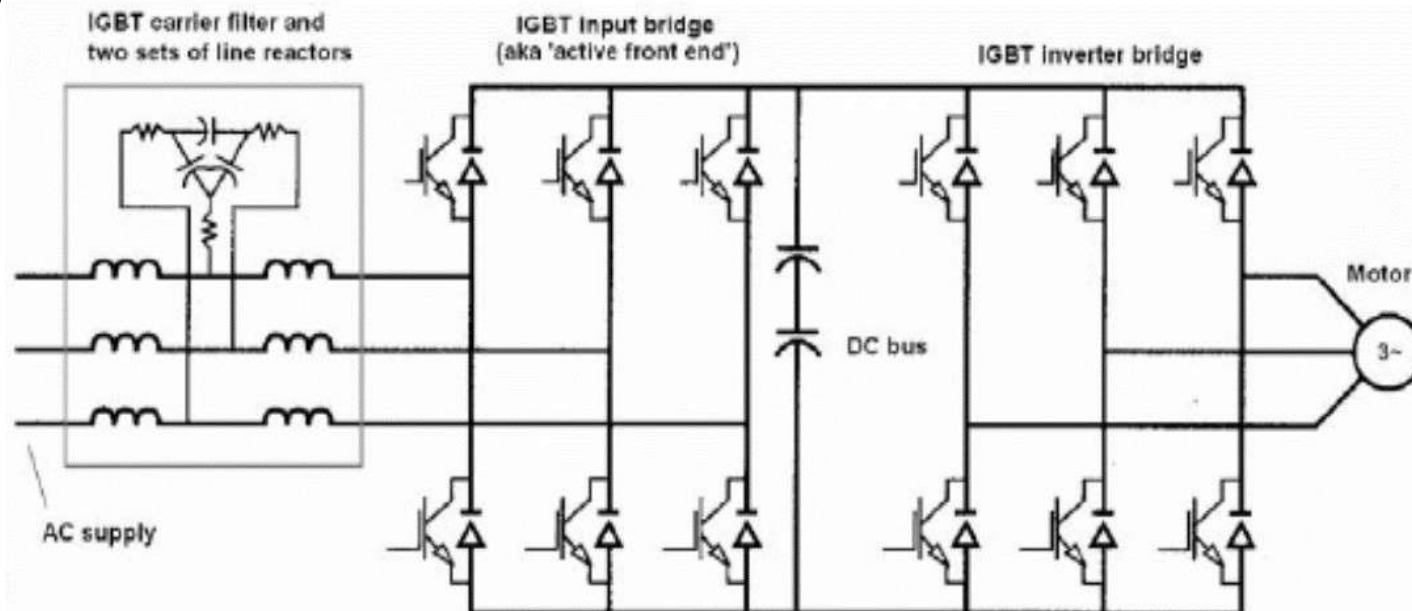 IGBT carrier filter and
two sets of line reactors
IGBT input bridge
(aka 'active front end')
IGBT inverter bridge
Motor
3~
DC bus
AC supply